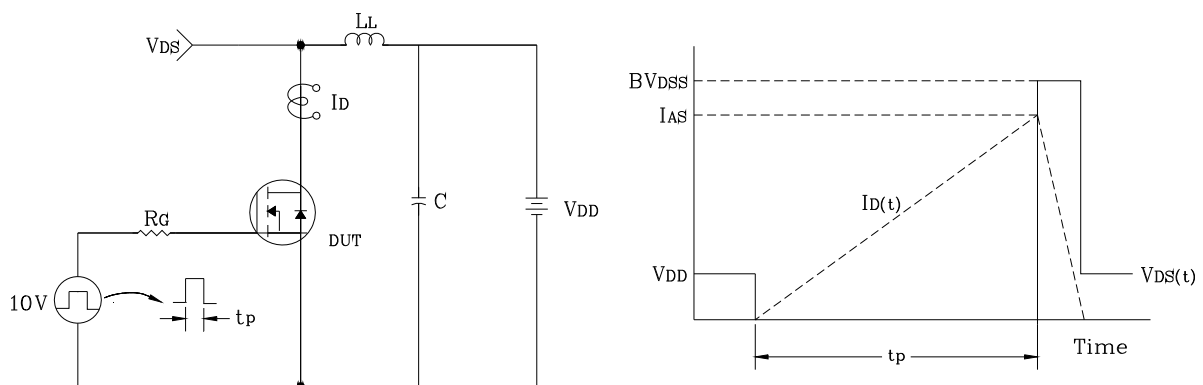 LL
VDS
ID
C
VDD
RG
DUT
10V
tp
BVDSS
IAS
ID(t)
VDD
VDS(t)
tp
Time